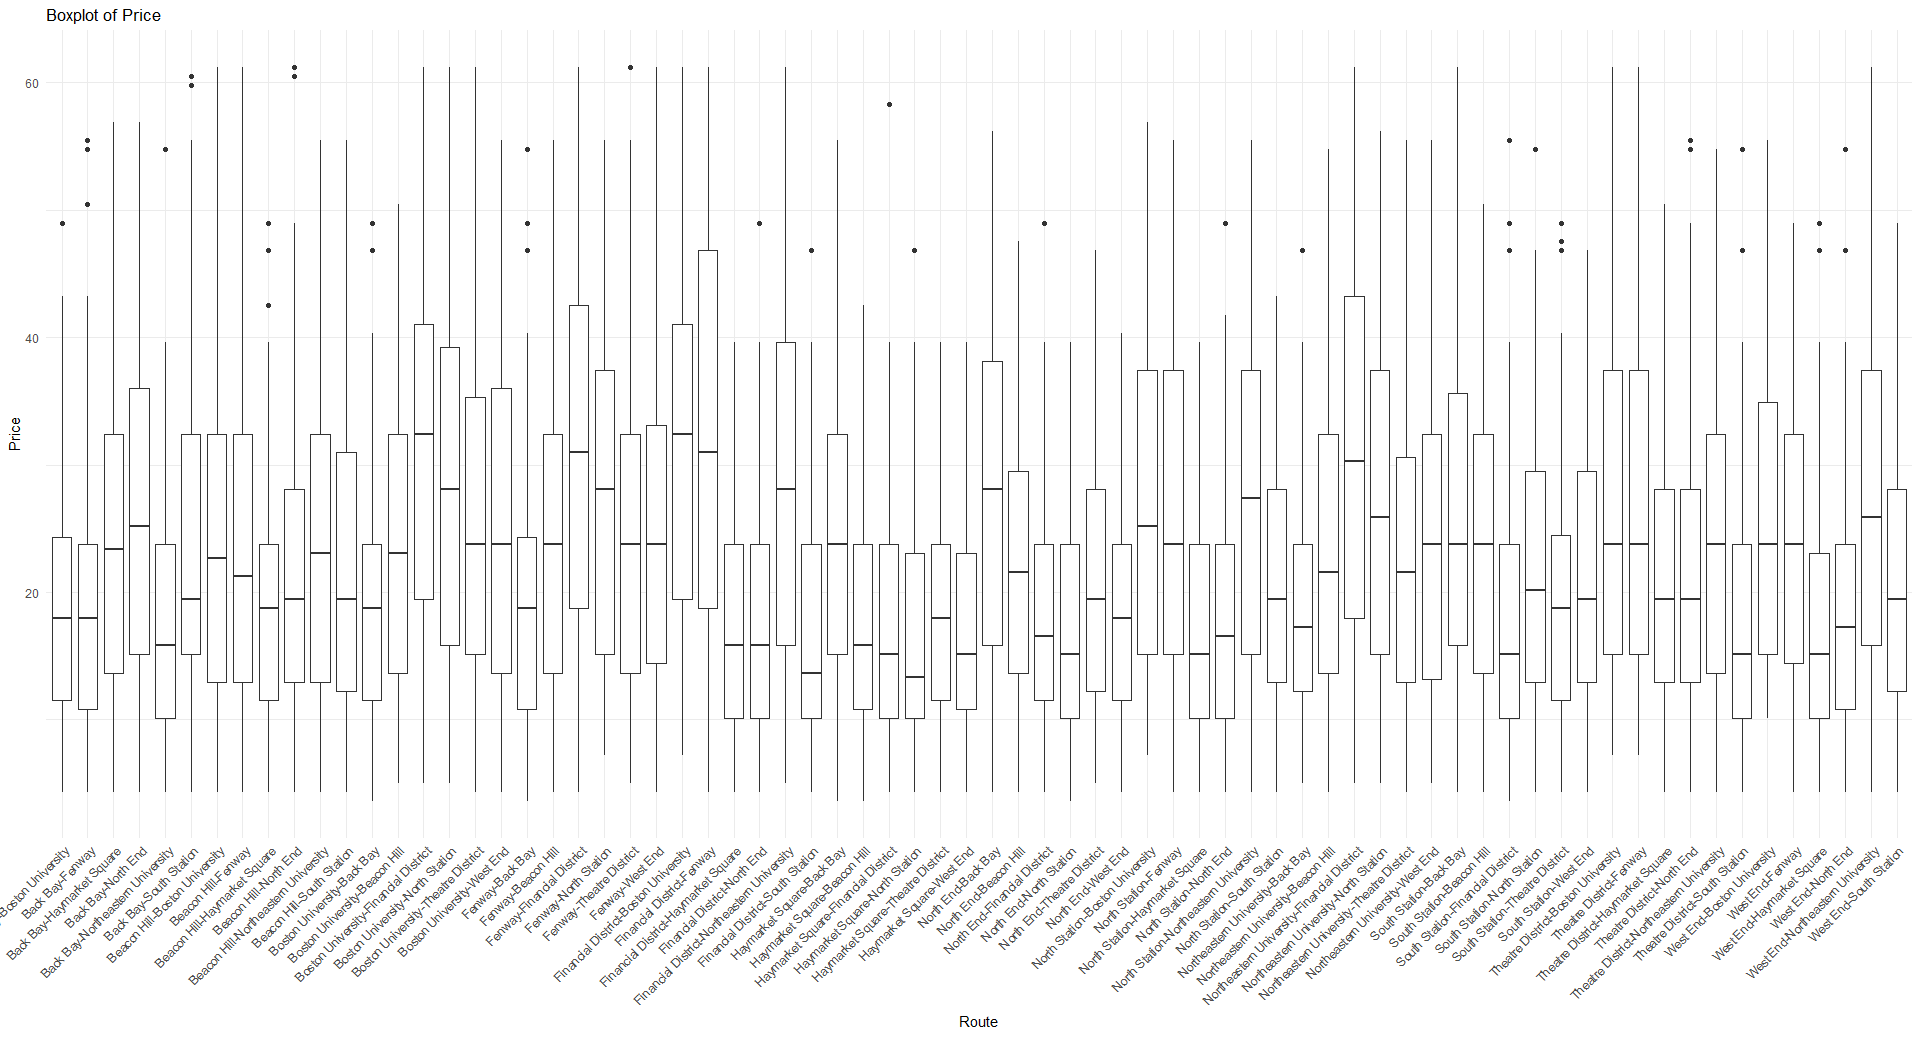 Boxplot of Price
60
40
20
Price
Boston University
Back Bay-Fenway
Back Bay-Haymarket Square
Back Bay-North End
Back Bay-Northeastern University
Back Bay-South Station
Beacon Hill-Boston University
Beacon Hill-Fenway
Beacon Hill-Haymarket Square
Beacon Hill-North End
Beacon Hill-Northeastern University
Beacon Hill-South Station
Boston University-Back Bay
Boston University-Beacon Hill
Boston University-Financial District
Boston University-North Station
Boston University-Theatre District
Boston University-West End
Fenway-Back Bay
Fenway-Beacon Hill
Fenway-Financial District
Fenway-North Station
Fenway-Theatre District
Fenway-West End
Financial District-Boston University
Financial District-Fenway
Financial District-Haymarket Square
Financial District-North End
Financial District-Northeastern University
Financial District-South Station
Haymarket Square-Back Bay
Haymarket Square-Beacon Hill
Haymarket Square-Financial District
Haymarket Square-North Station
Haymarket Square-Theatre District
Haymarket Square-West End
North End-Back Bay
North End-Beacon Hill
North End-Financial District
North End-North Station
North End-Theatre District
North End-West End
North Station-Boston University
North Station-Fenway
North Station-Haymarket Square
North Station-North End
North Station-Northeastern University
North Station-South Station
Northeastern University-Back Bay
Northeastern University-Beacon Hill
Northeastern University-Financial District
Northeastern University-North Station
Northeastern University-Theatre District
Northeastern University-West End
South Station-Back Bay
South Station-Beacon Hill
South Station-Financial District
South Station-North Station
South Station-Theatre District
South Station-West End
Theatre District-Boston University
Theatre District-Fenway
Theatre District-Haymarket Square
Theatre District-North End
Theatre District-Northeastern University
Theatre District-South Station
West End-Boston University
West End-Fenway
West End-Haymarket Square
West End-North End
West End-Northeastern University
West End-South Station
Route